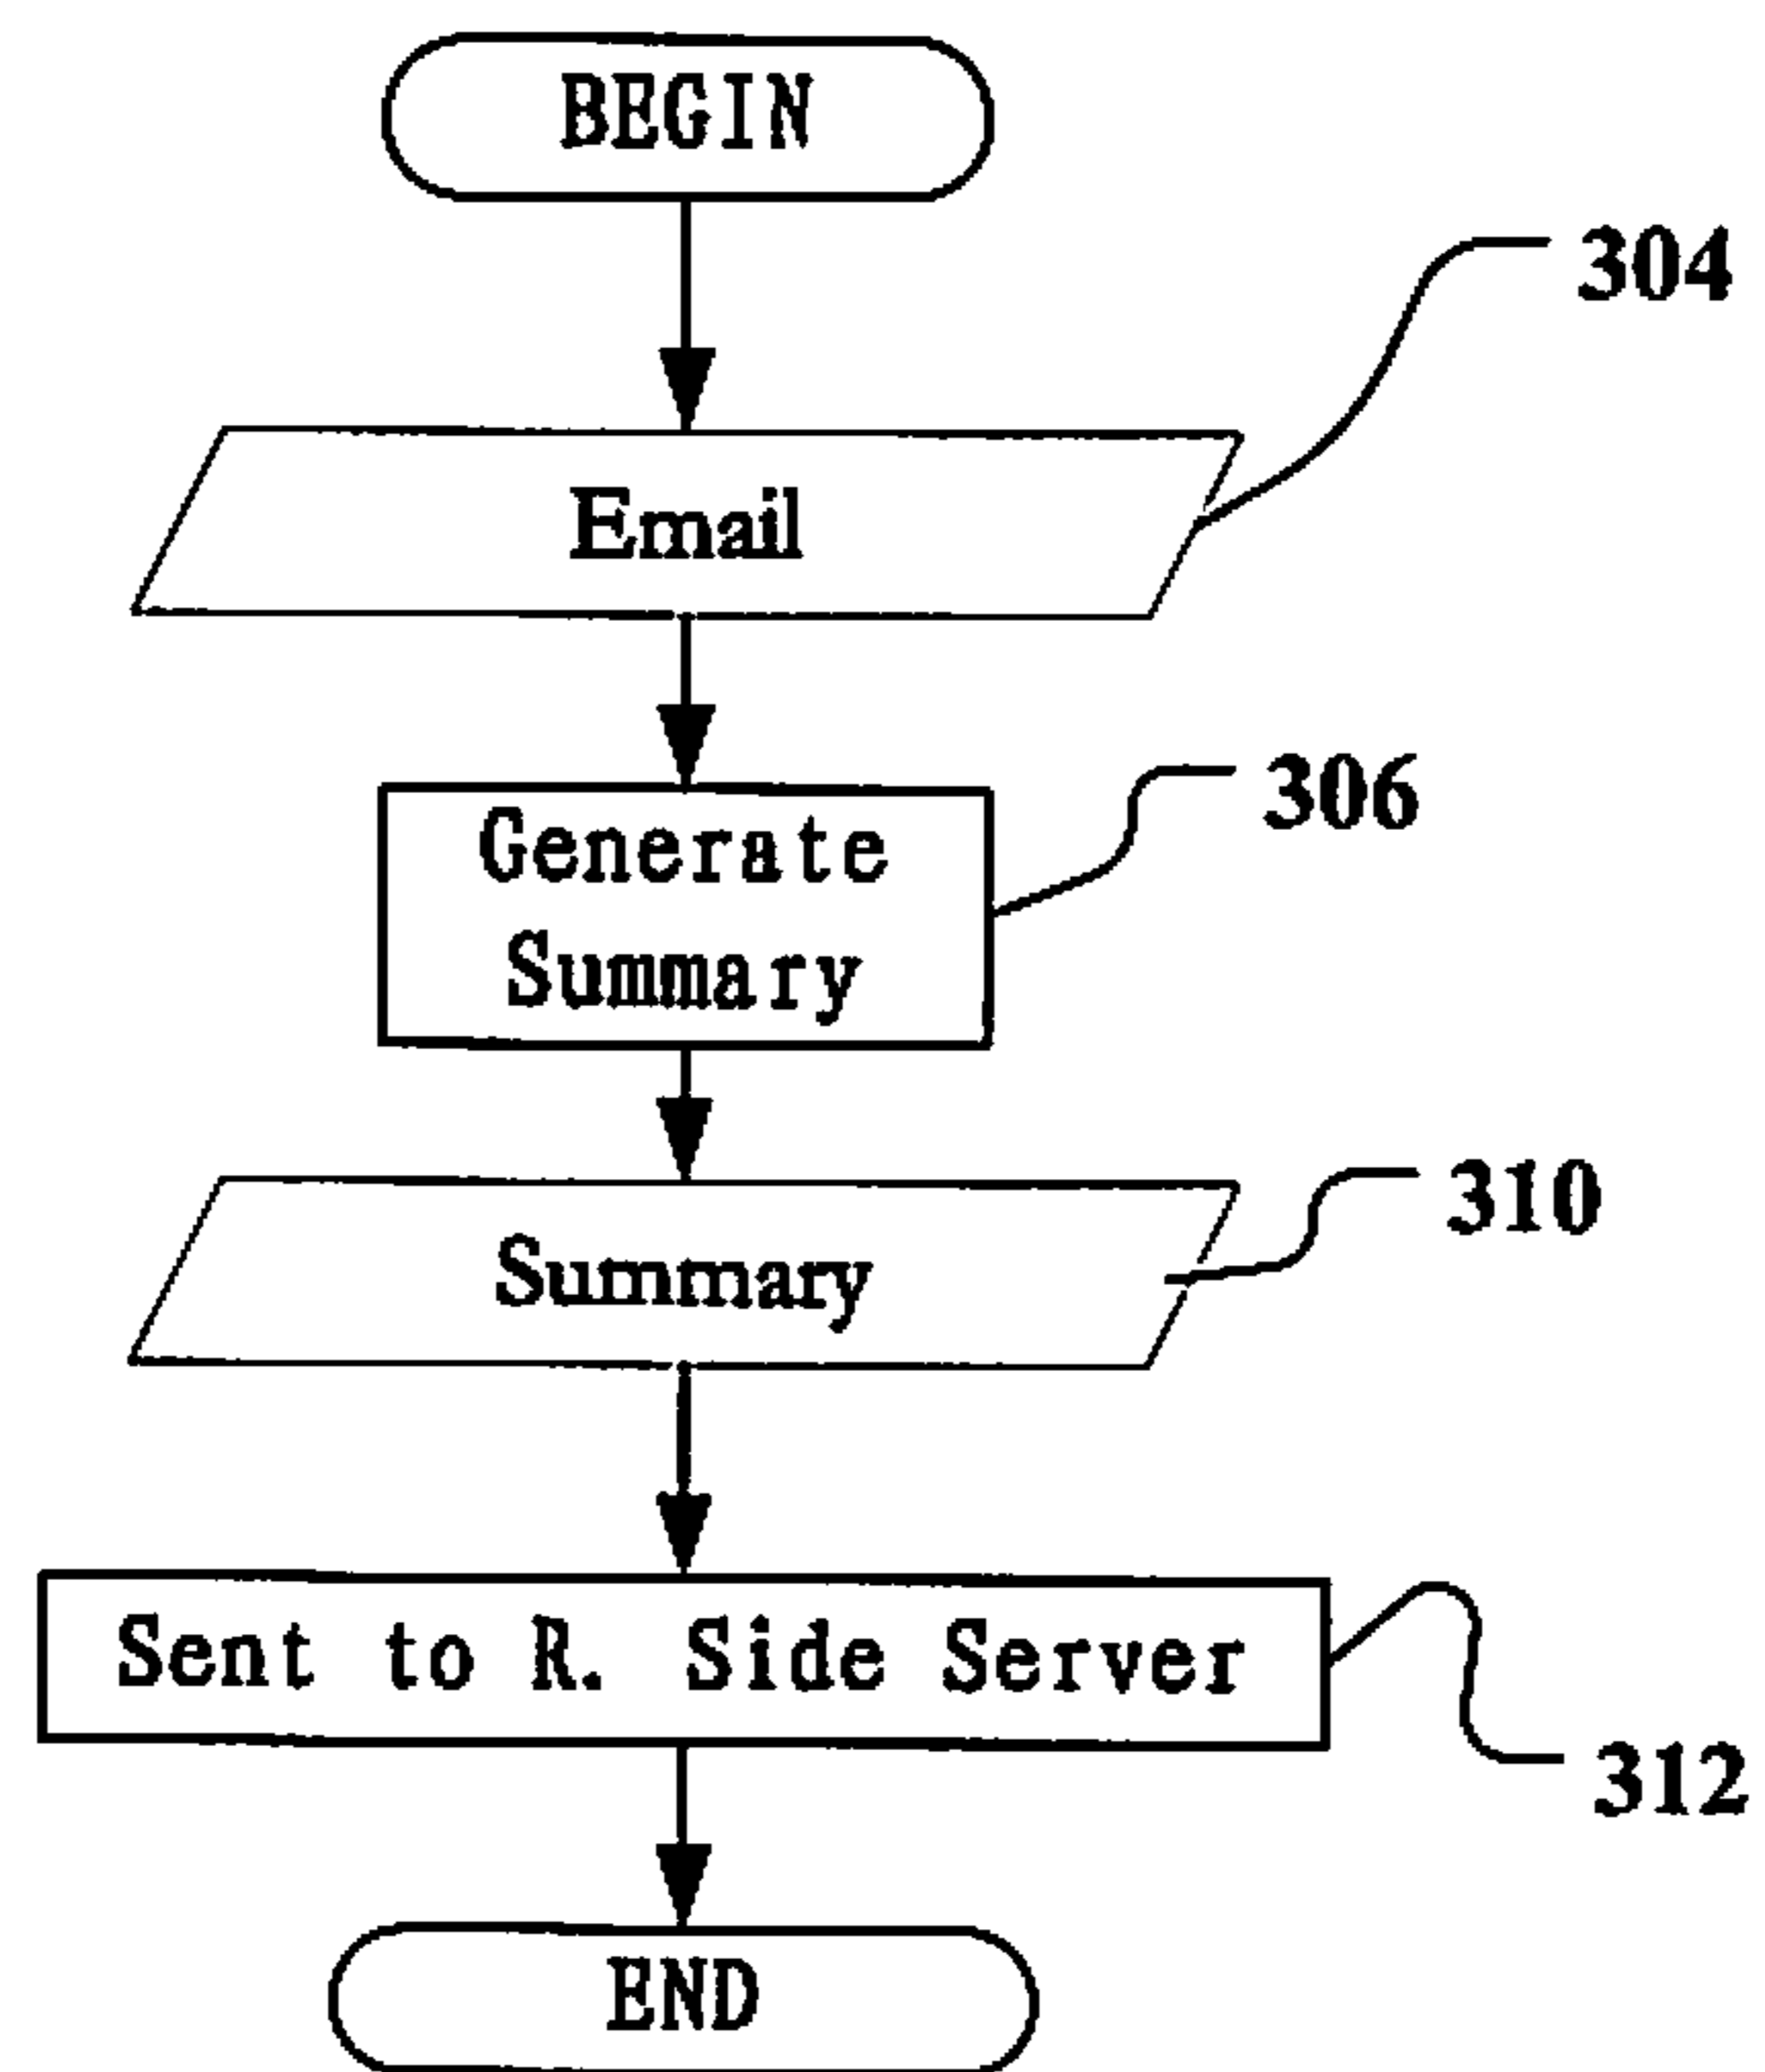 BEGIN
304
Email
306
Generate
Summary
310
Summary
Sent to R. Side Server
312
END